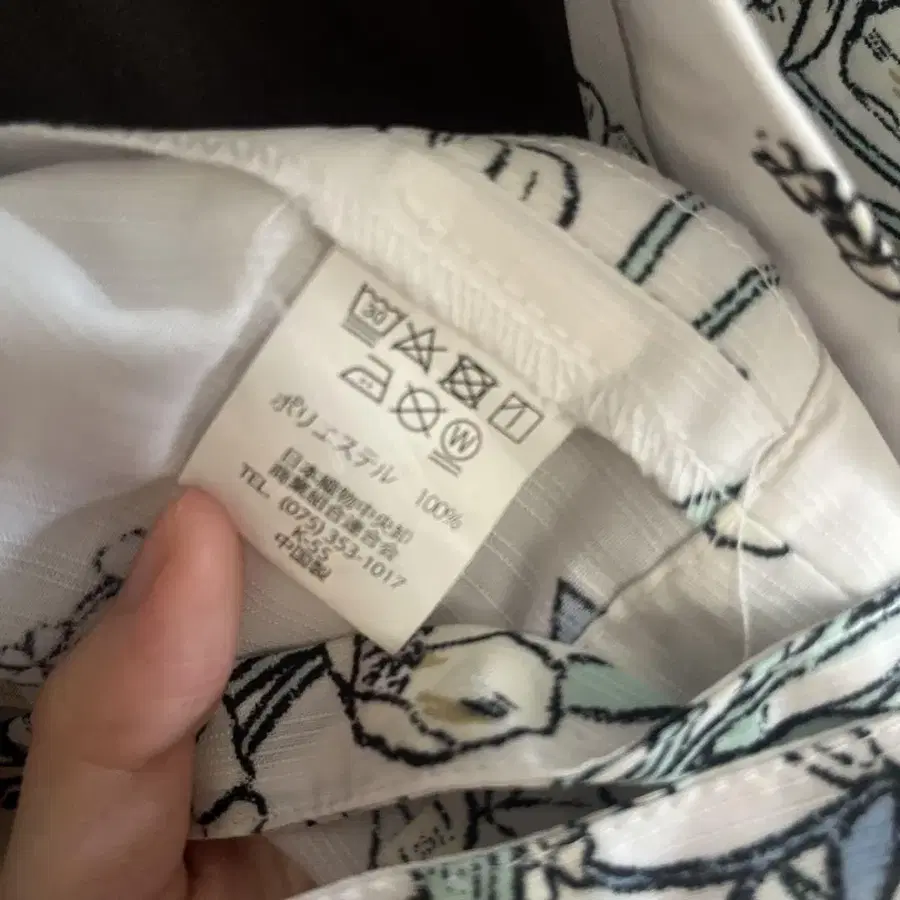 30
W
ポリエステル 100%
日本織物中央卸
商業組合連合会
TEL (075) 353-1017
KSS
中国製